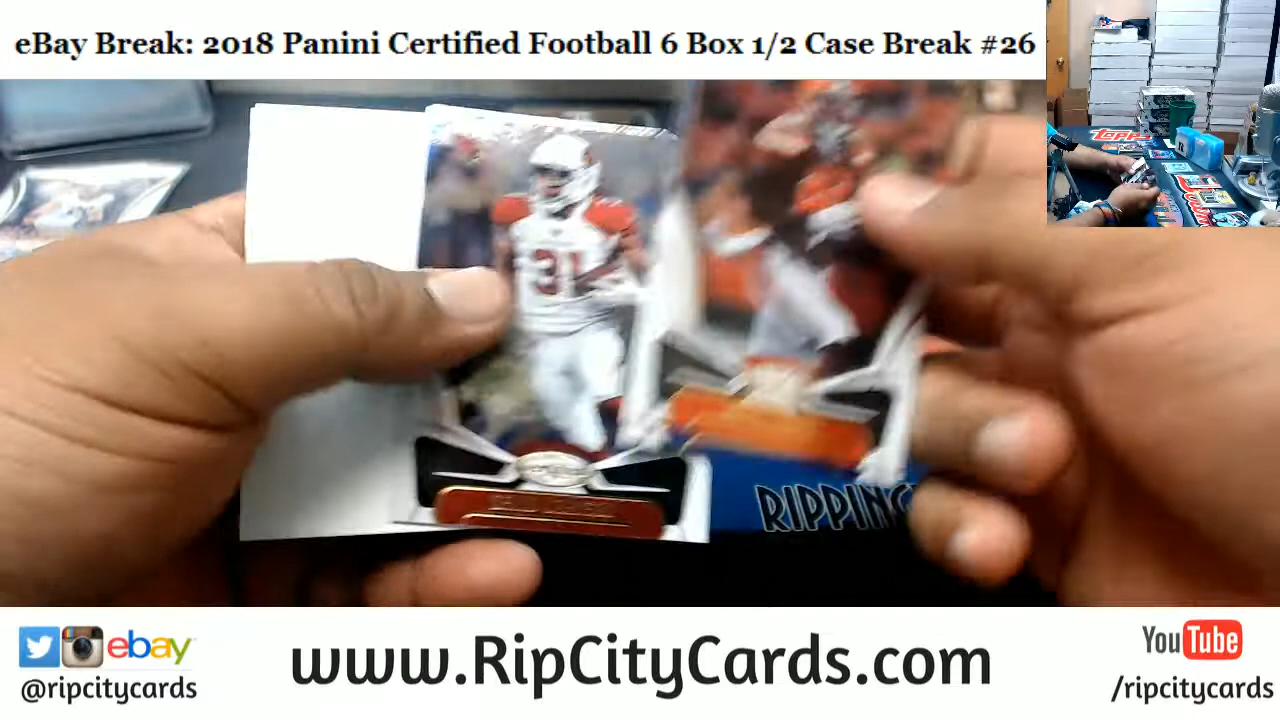 eBay Break: 2018 Panini Certified Football 6 Box 1/2 Case Break #26
Topps
31
RIPPING
ebay
@ripcitycards
www.RipCityCards.com
YouTube
/ripcitycards